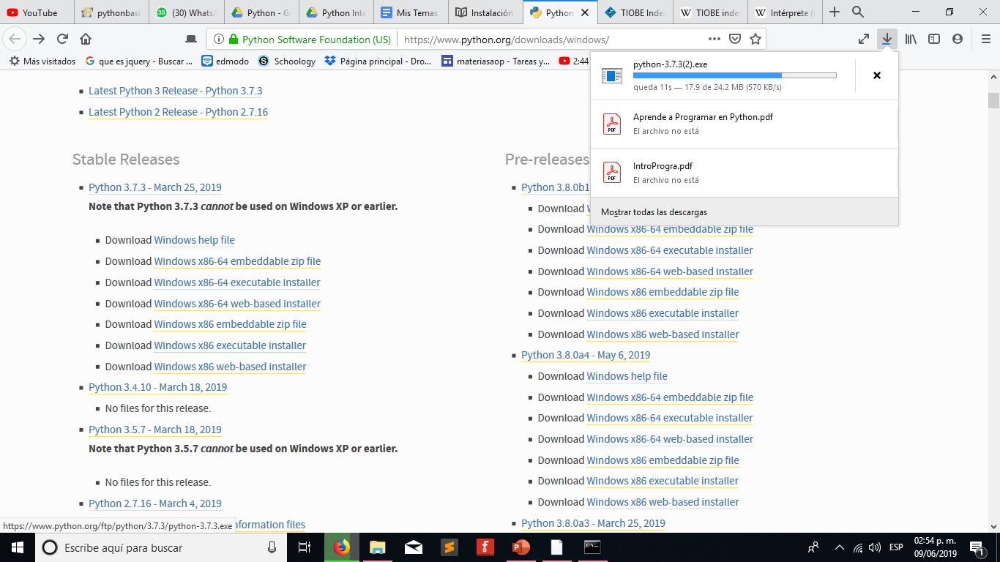 YouTube
pythonbasi
(30) WhatsA
Python - Go
Python Inte
Mis Temas
Instalación
Python
TIOBE Inde
TIOBE inde
Intérprete (i
Python Software Foundation (US)
https://www.python.org/downloads/windows/
Más visitados
que es jquery - Buscar ...
edmodo
Schoology
Página principal - Dro...
materiasaop - Tareas y...
2:44
python-3.7.3(2).exe
queda 11s — 17.9 de 24.2 MB (570 KB/s)
Aprende a Programar en Python.pdf
El archivo no está
IntroProgra.pdf
El archivo no está
Mostrar todas las descargas
Latest Python 3 Release - Python 3.7.3
Latest Python 2 Release - Python 2.7.16
Stable Releases
Python 3.7.3 - March 25, 2019
Note that Python 3.7.3 cannot be used on Windows XP or earlier.
Download Windows help file
Download Windows x86-64 embeddable zip file
Download Windows x86-64 executable installer
Download Windows x86-64 web-based installer
Download Windows x86 embeddable zip file
Download Windows x86 executable installer
Download Windows x86 web-based installer
Python 3.4.10 - March 18, 2019
No files for this release.
Python 3.5.7 - March 18, 2019
Note that Python 3.5.7 cannot be used on Windows XP or earlier.
No files for this release.
Python 2.7.16 - March 4, 2019
nformation files
Pre-releases
Python 3.8.0b1
Download
Download Windows x86-64 embeddable zip file
Download Windows x86-64 executable installer
Download Windows x86-64 web-based installer
Download Windows x86 embeddable zip file
Download Windows x86 executable installer
Download Windows x86 web-based installer
Python 3.8.0a4 - May 6, 2019
Download Windows help file
Download Windows x86-64 embeddable zip file
Download Windows x86-64 executable installer
Download Windows x86-64 web-based installer
Download Windows x86 embeddable zip file
Download Windows x86 executable installer
Download Windows x86 web-based installer
Python 3.8.0a3 - March 25, 2019
https://www.python.org/ftp/python/3.7.3/python-3.7.3.exe
Escribe aquí para buscar
ESP
02:54 p. m.
09/06/2019
1